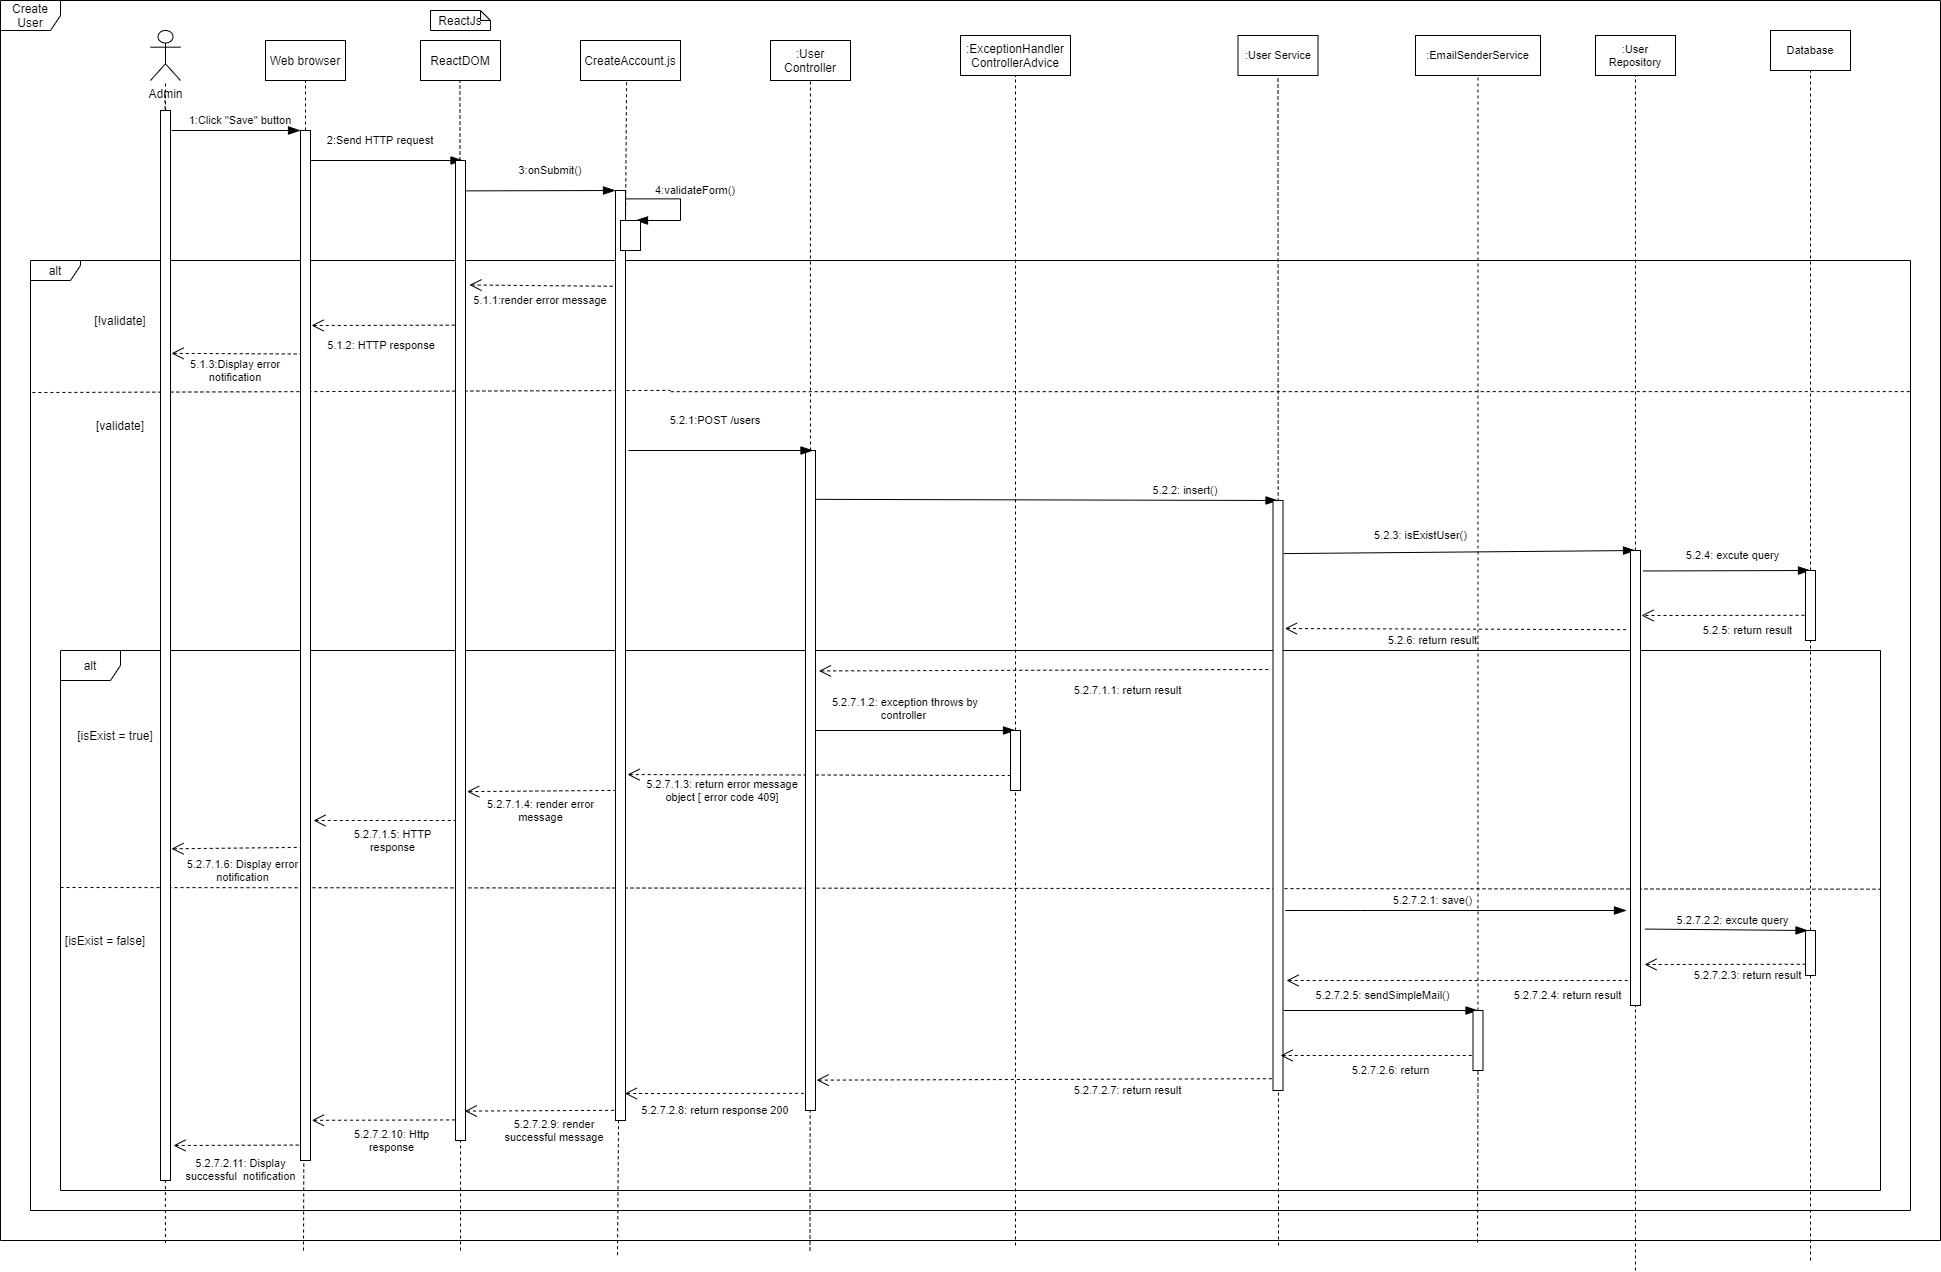 Create
User
ReactJs
Admin
Web browser
ReactDOM
CreateAccount.js
:User
Controller
:ExceptionHandler
ControllerAdvice
:User Service
:EmailSenderService
:User
Repository
Database
1:Click "Save" button
2:Send HTTP request
3:onSubmit()
4:validateForm()
alt
[!validate]
5.1.1:render error message
5.1.2: HTTP response
5.1.3:Display error
notification
[validate]
5.2.1:POST /users
5.2.2: insert()
5.2.3: isExistUser()
5.2.4: excute query
5.2.5: return result
5.2.6: return result
alt
[isExist = true]
5.2.7.1.1: return result
5.2.7.1.2: exception throws by
controller
5.2.7.1.3: return error message
object [ error code 409]
5.2.7.1.4: render error
message
5.2.7.1.5: HTTP
response
5.2.7.1.6: Display error
notification
[isExist = false]
5.2.7.2.1: save()
5.2.7.2.2: excute query
5.2.7.2.3: return result
5.2.7.2.4: return result
5.2.7.2.5: sendSimpleMail()
5.2.7.2.6: return
5.2.7.2.7: return result
5.2.7.2.8: return response 200
5.2.7.2.9: render
successful message
5.2.7.2.10: Http
response
5.2.7.2.11: Display
successful  notification